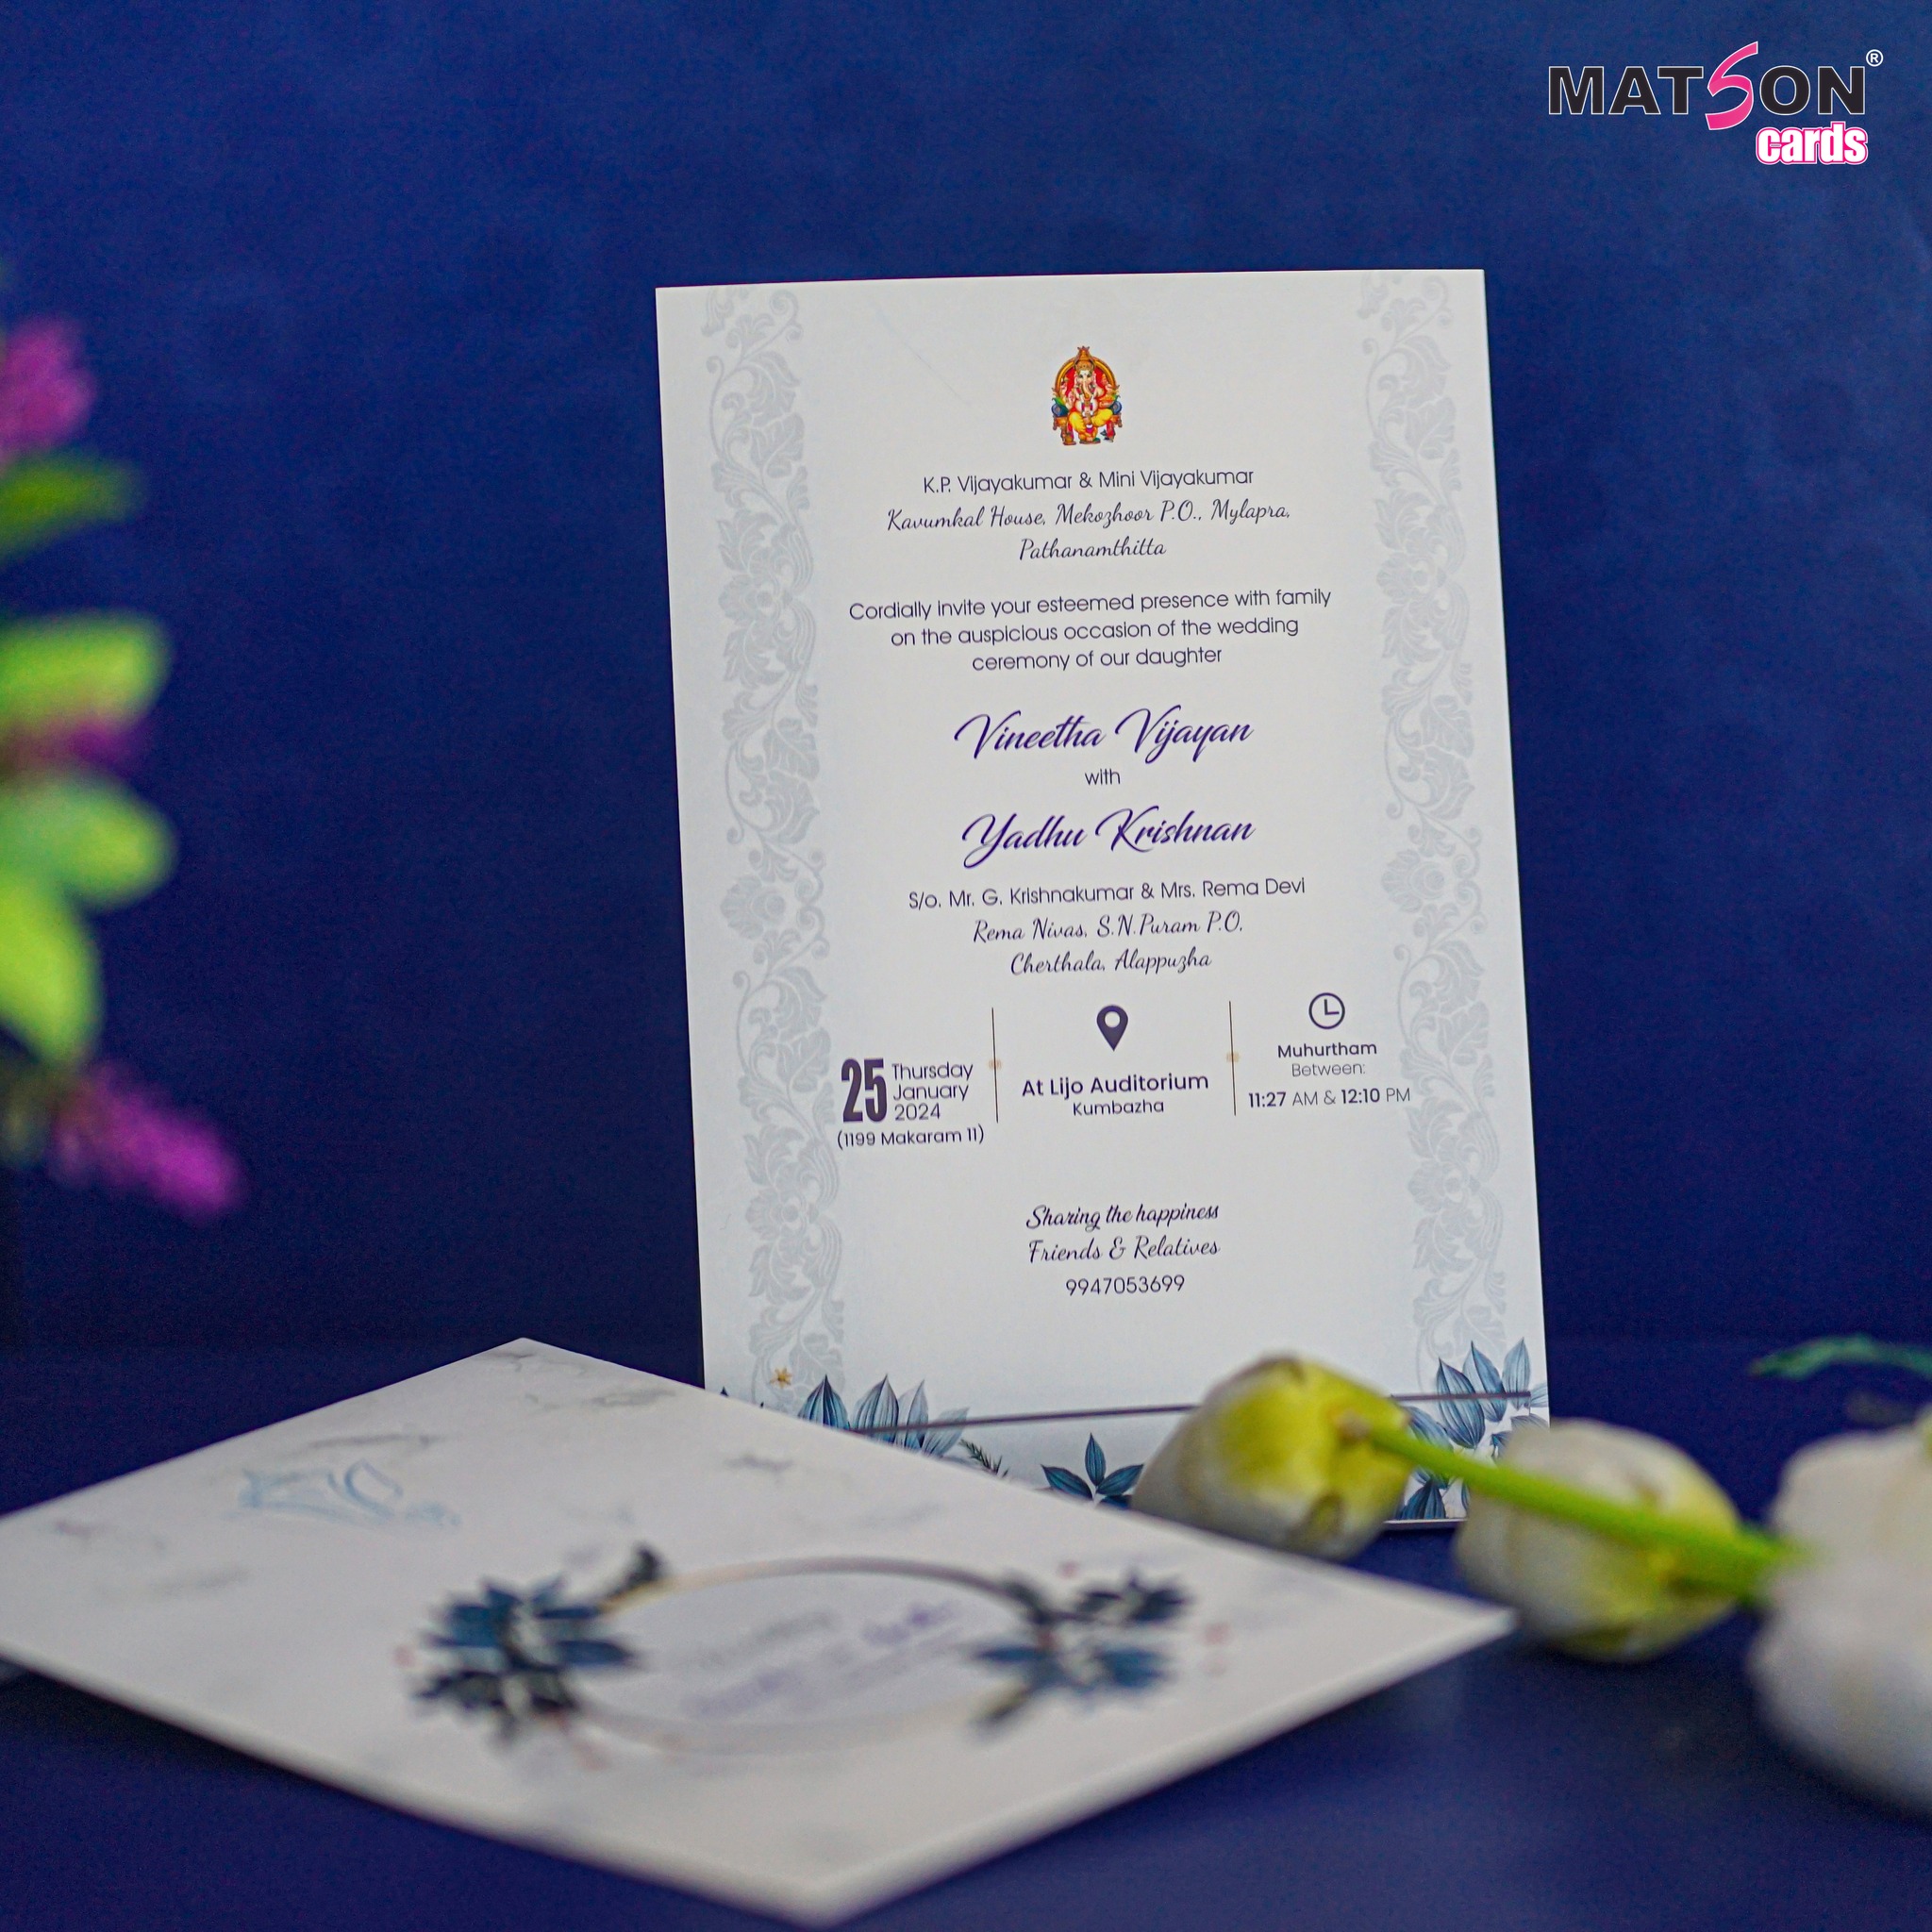 MATSON®
cards
K.P. Vijayakumar & Mini Vijayakumar
Kavumkal House, Mekozhoor P.O., Mylapra,
Pathanamthitta
Cordially invite your esteemed presence with family
on the auspicious occasion of the wedding
ceremony of our daughter
Vineetha Vijayan
with
Yadhu Krishnan
S/o. Mr. G. Krishnakumar & Mrs. Rema Devi
Rema Nivas, S.N.Puram P.O.
Cherthala, Alappuzha
25 Thursday
January
2024
(1199 Makaram 11)
At Lijo Auditorium
Kumbazha
Muhurtham
Between:
11:27 AM & 12:10 PM
Sharing the happiness
Friends & Relatives
9947053699